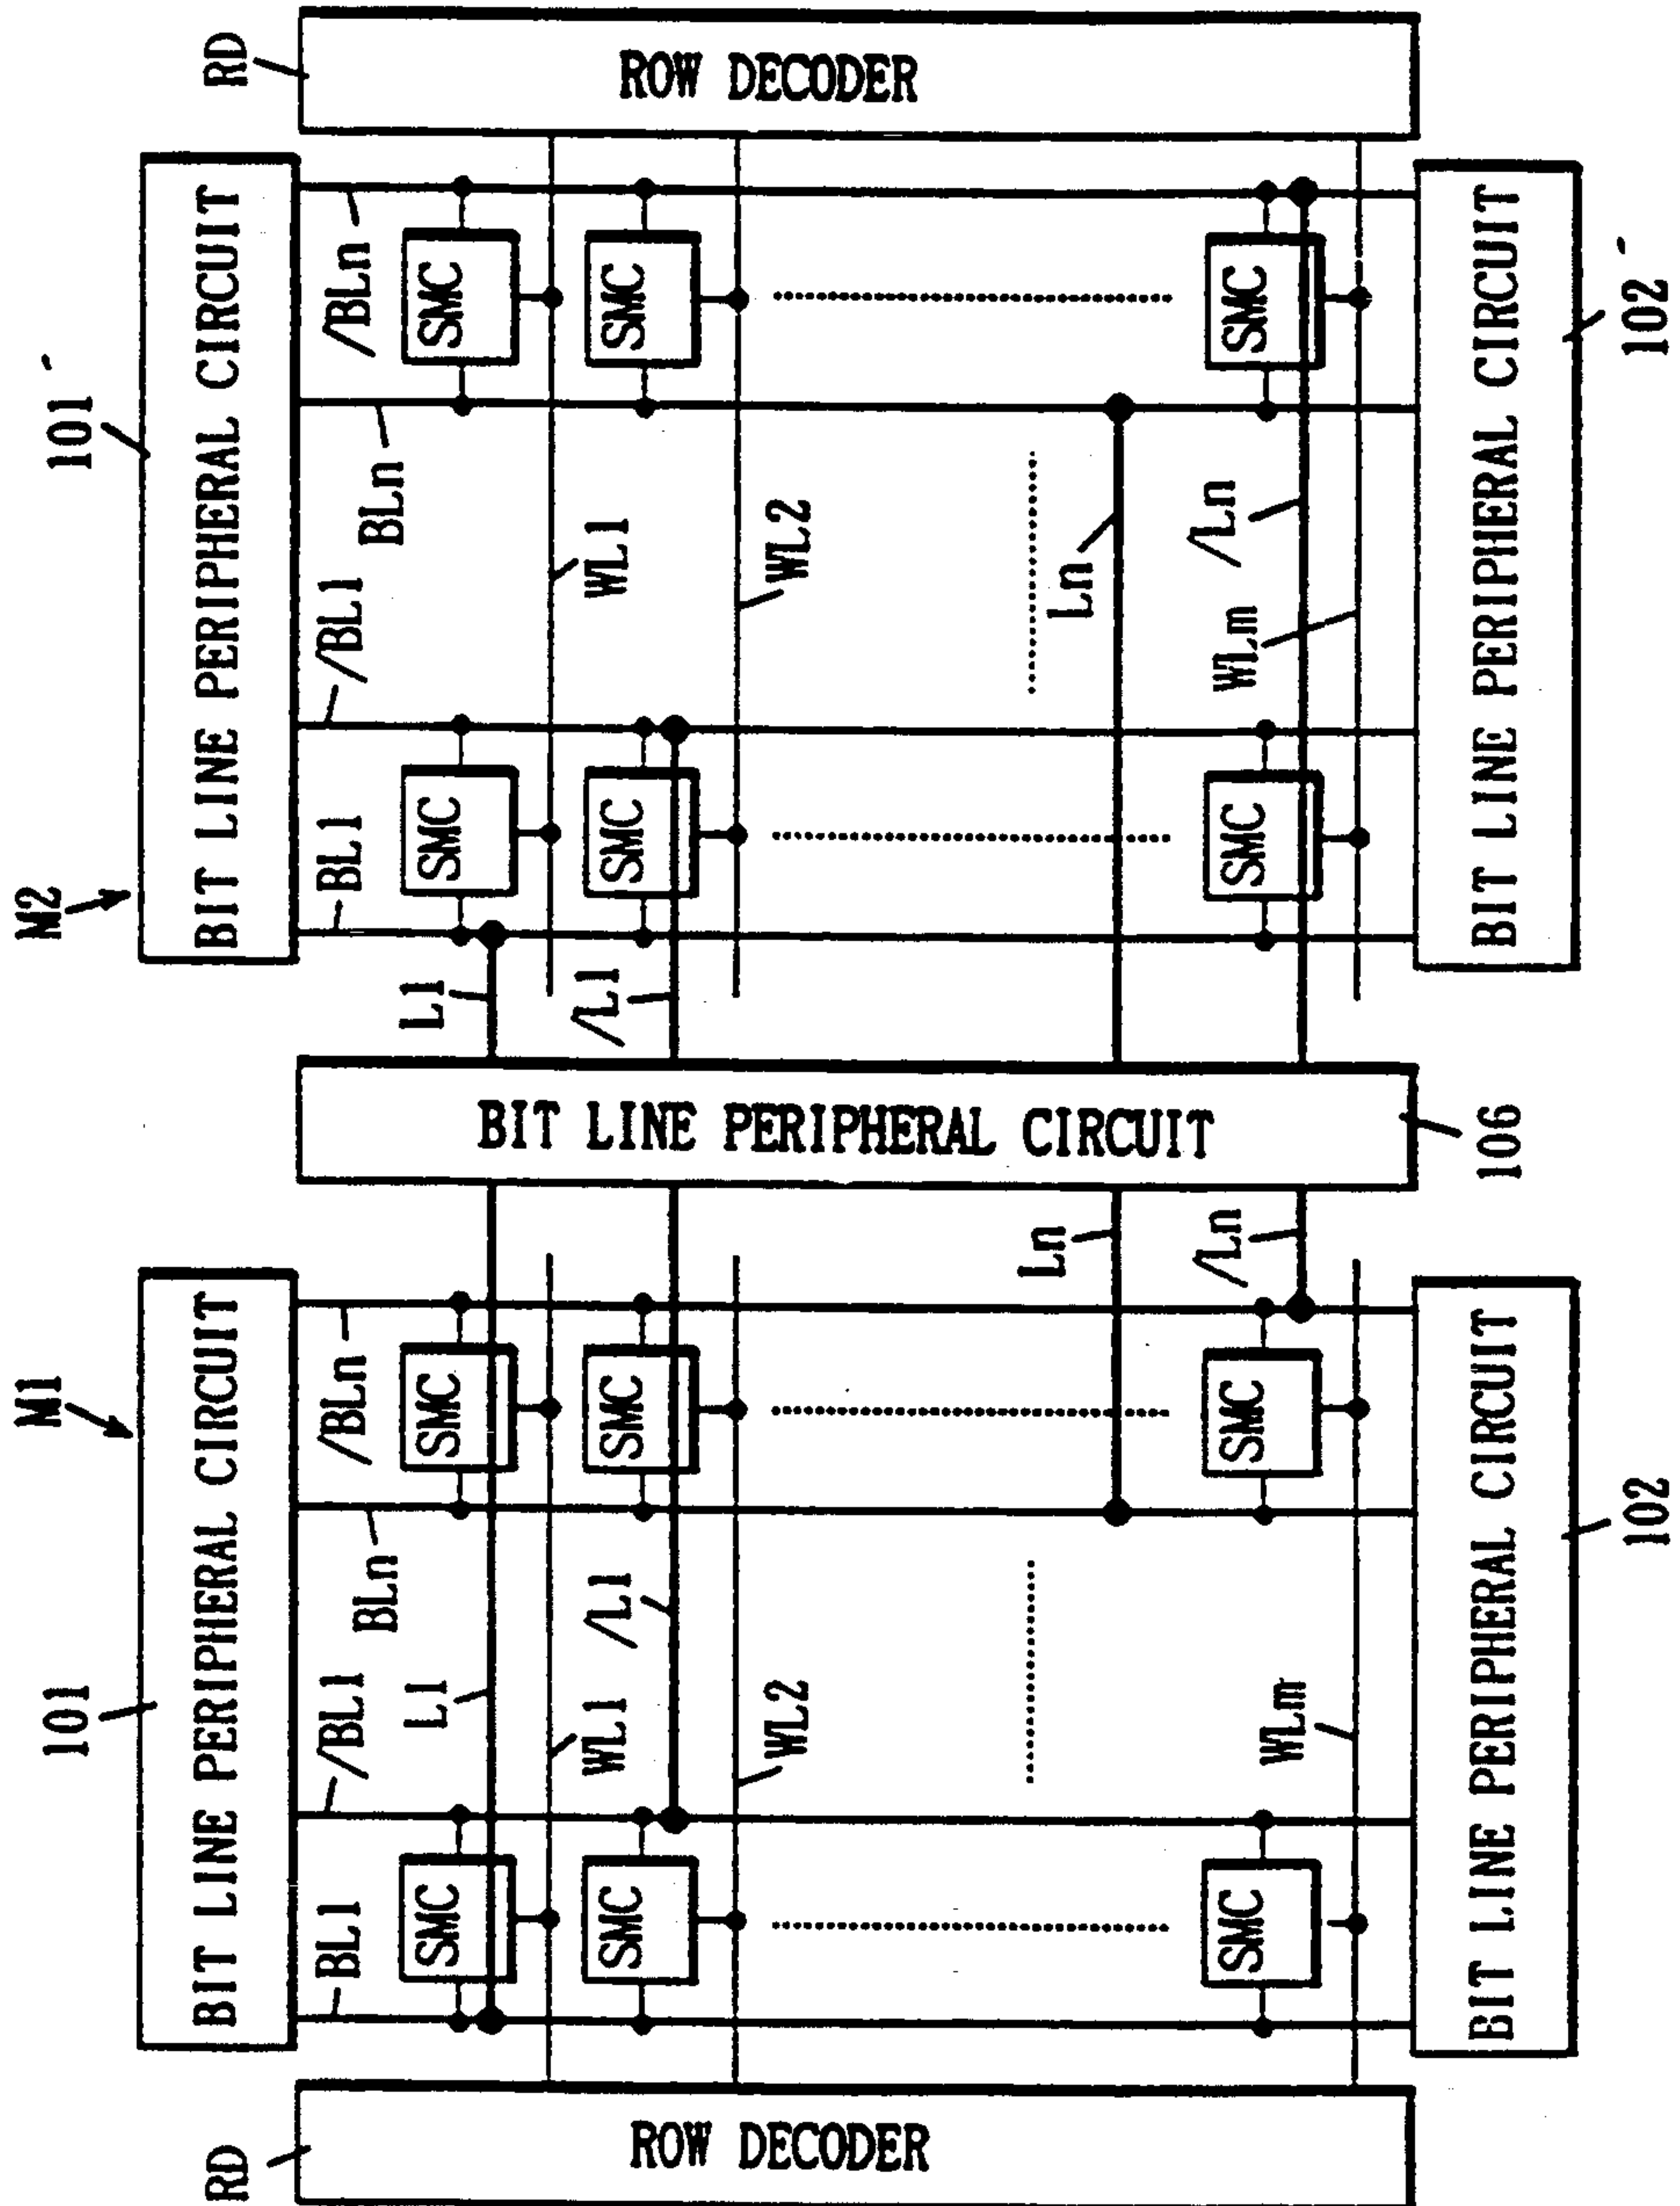 M1
M2
101
101´
BIT LINE PERIPHERAL CIRCUIT
BIT LINE PERIPHERAL CIRCUIT
RD
BL1
/BL1
BLn
/BLn
BL1
/BL1
BLn
/BLn
RD
SMC
SMC
L1
SMC
SMC
L1
WL1
WL1
SMC
/L1
SMC
/L1
SMC
SMC
WL2
WL2
ROW DECODER
BIT LINE PERIPHERAL CIRCUIT
ROW DECODER
Ln
Ln
/Ln
/Ln
SMC
WLm
SMC
SMC
WLm
SMC
106
BIT LINE PERIPHERAL CIRCUIT
BIT LINE PERIPHERAL CIRCUIT
102
102´